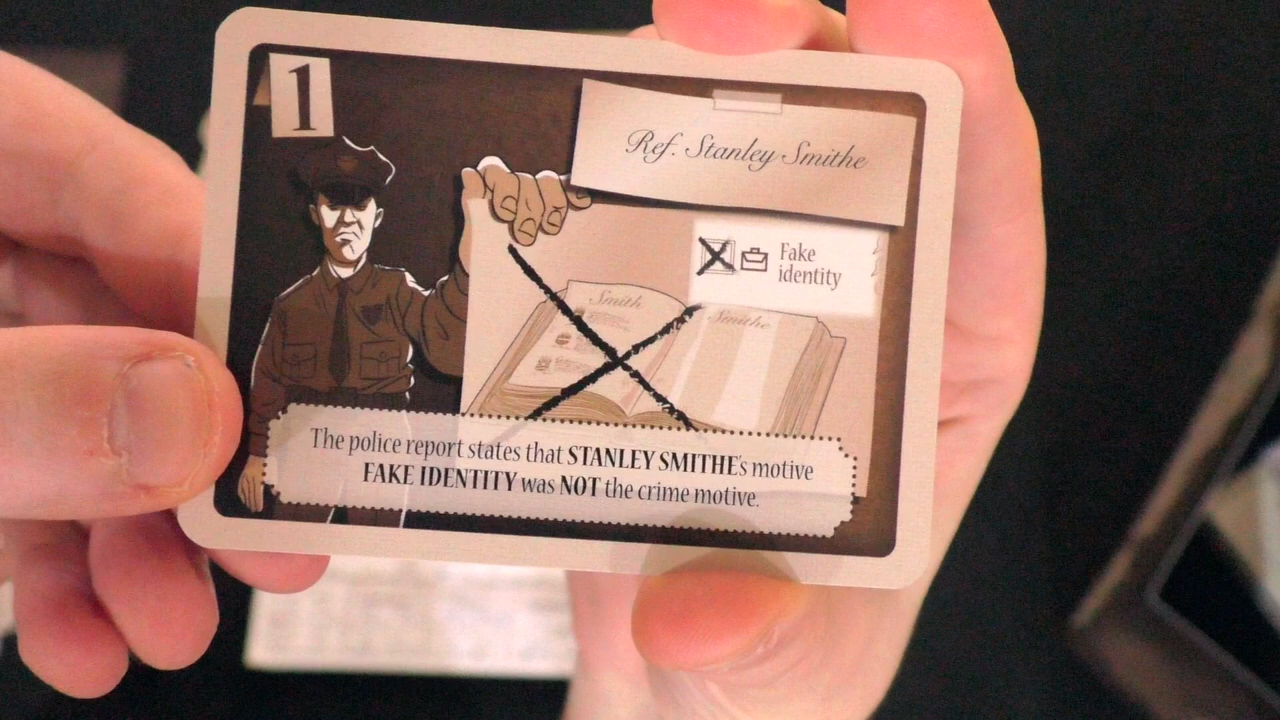 1
Ref. Stanley Smithe
Fake
identity
Smith
Smithe
The police report states that STANLEY SMITHE's motive
FAKE IDENTITY was NOT the crime motive.